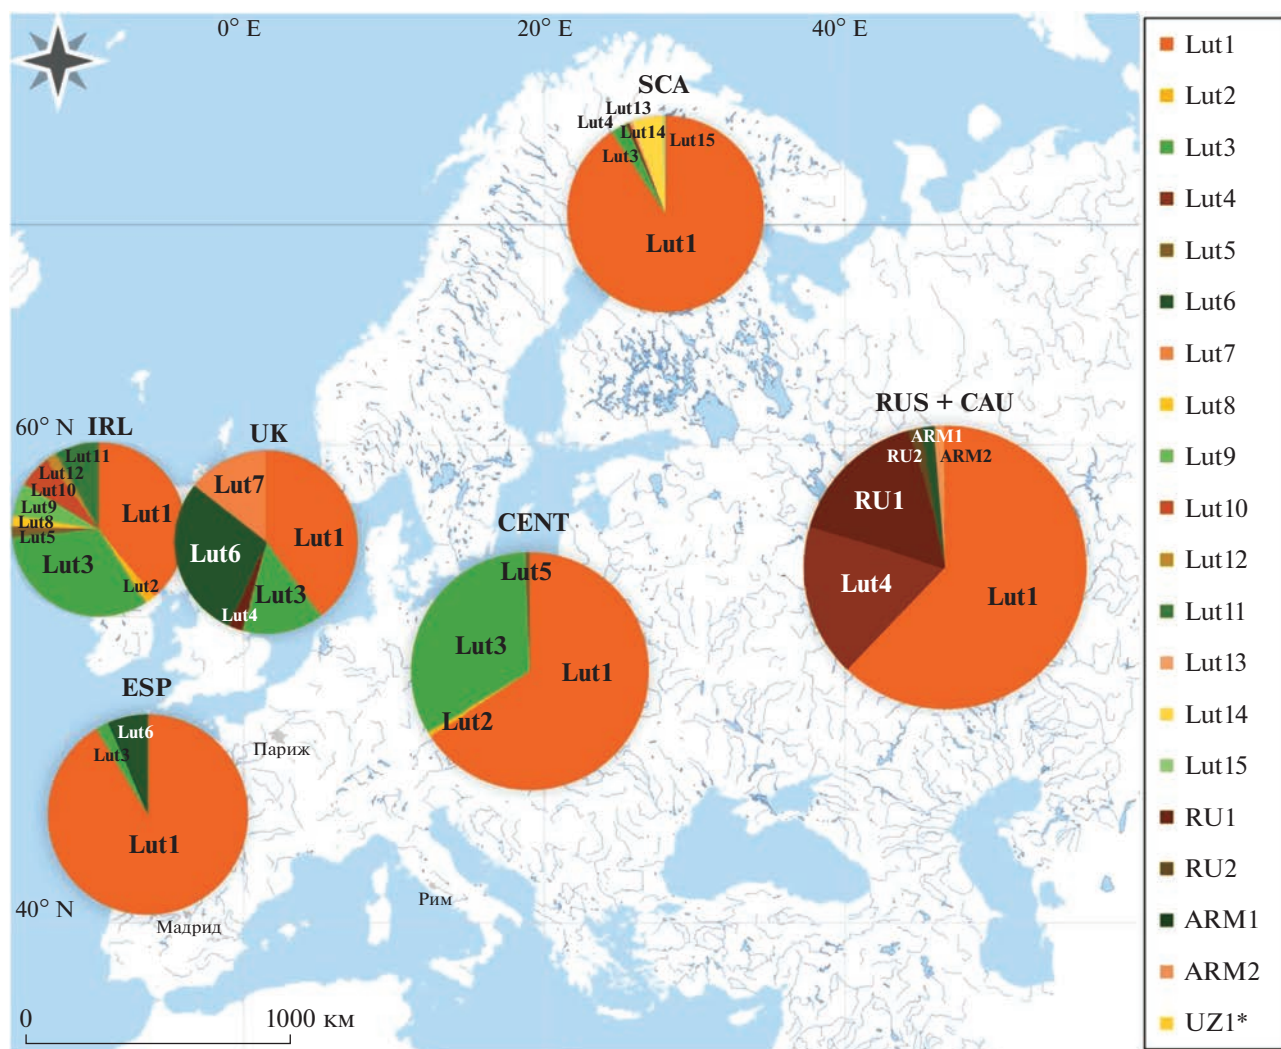 0° E
20° E
40° E
SCA
Lut13
Lut4
Lut14
Lut15
Lut3
Lut1
60° N
IRL
Lut11
Lut12
Lut10
Lut9
Lut8
Lut5
Lut1
Lut3
Lut2
UK
Lut7
Lut1
Lut6
Lut3
Lut4
RUS + CAU
ARM1
RU2
ARM2
RU1
Lut4
Lut1
CENT
Lut5
Lut3
Lut1
Lut2
ESP
Lut6
Lut3
Lut1
Париж
Рим
40° N
Мадрид
0
1000 км
Lut1
Lut2
Lut3
Lut4
Lut5
Lut6
Lut7
Lut8
Lut9
Lut10
Lut12
Lut11
Lut13
Lut14
Lut15
RU1
RU2
ARM1
ARM2
UZ1*